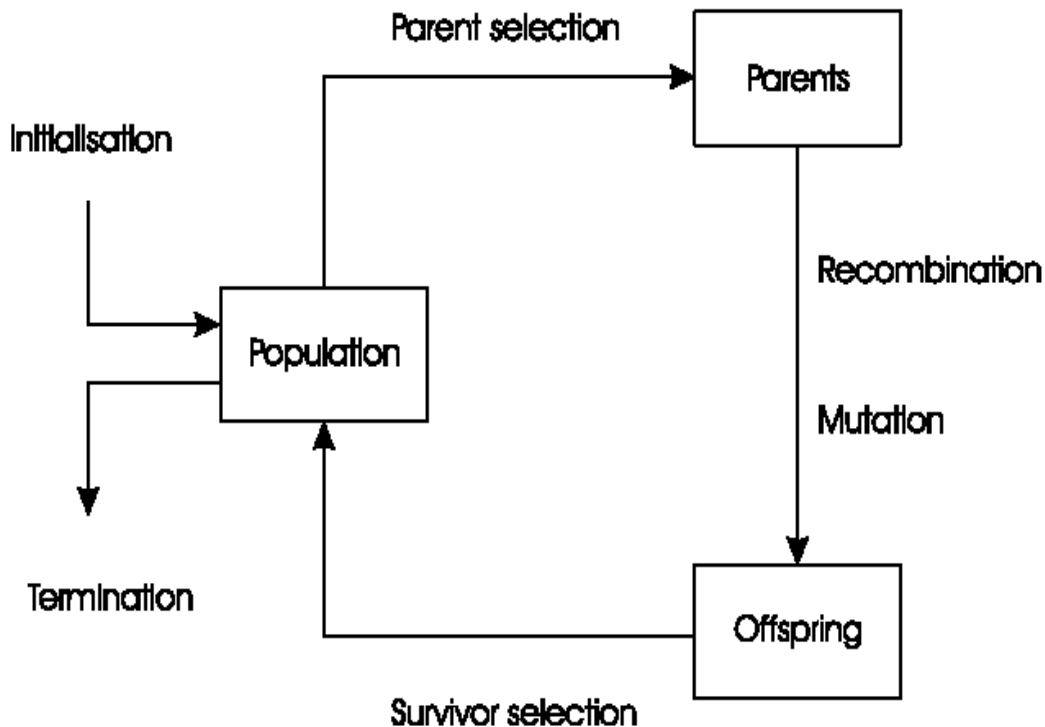 Parent selection
Parents
Initialisation
Recombination
Population
Mutation
Termination
Offspring
Survivor selection